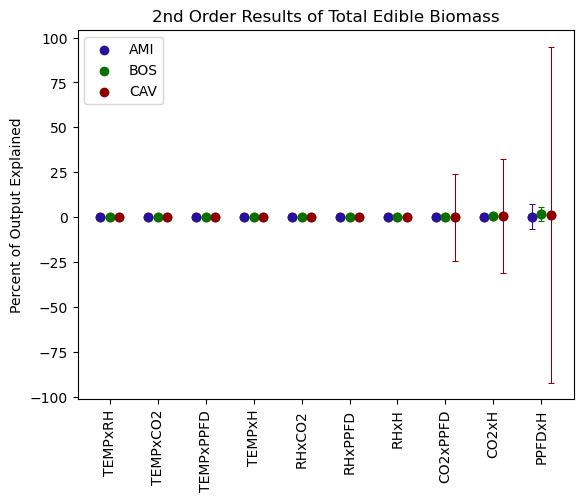 2nd Order Results of Total Edible Biomass
AMI
BOS
CAV
Percent of Output Explained
100
75
50
25
0
−25
−50
−75
−100
TEMPxRH
TEMPxCO2
TEMPxPPFD
TEMPxH
RHxCO2
RHxPPFD
RHxH
CO2xPPFD
CO2xH
PPFDxH